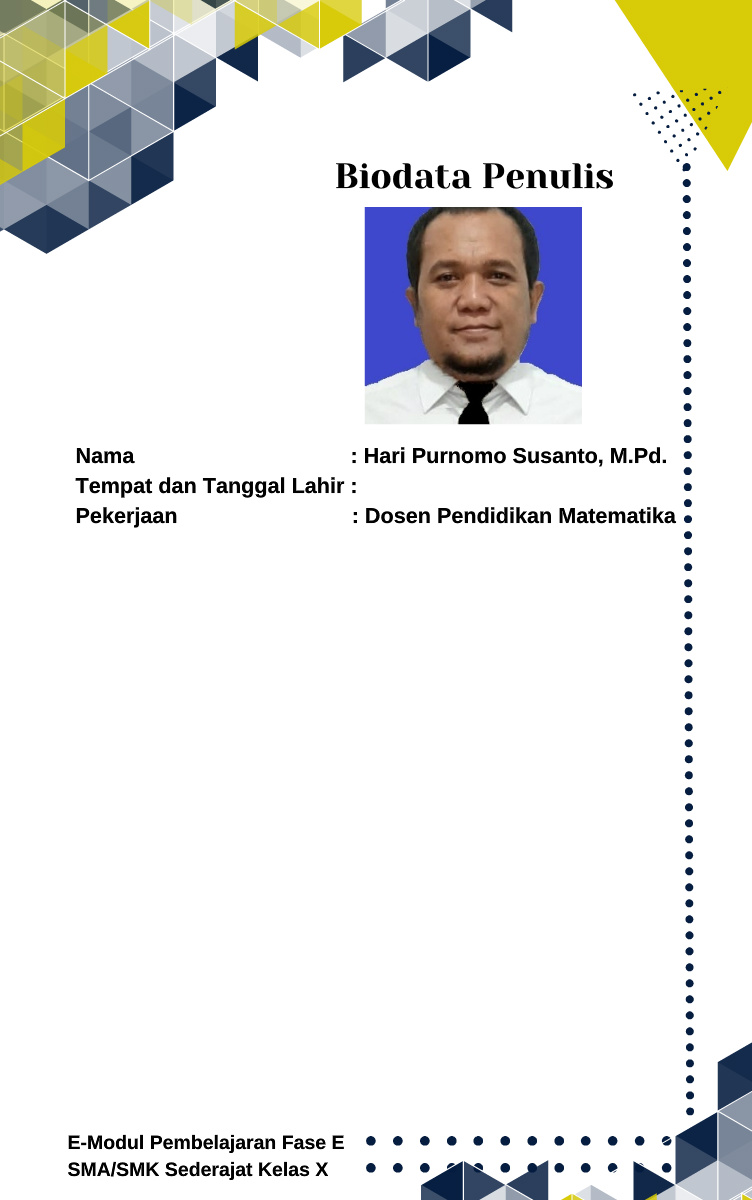 Biodata Penulis
Nama : Hari Purnomo Susanto, M.Pd.
Tempat dan Tanggal Lahir :
Pekerjaan : Dosen Pendidikan Matematika
E-Modul Pembelajaran Fase E
SMA/SMK Sederajat Kelas X